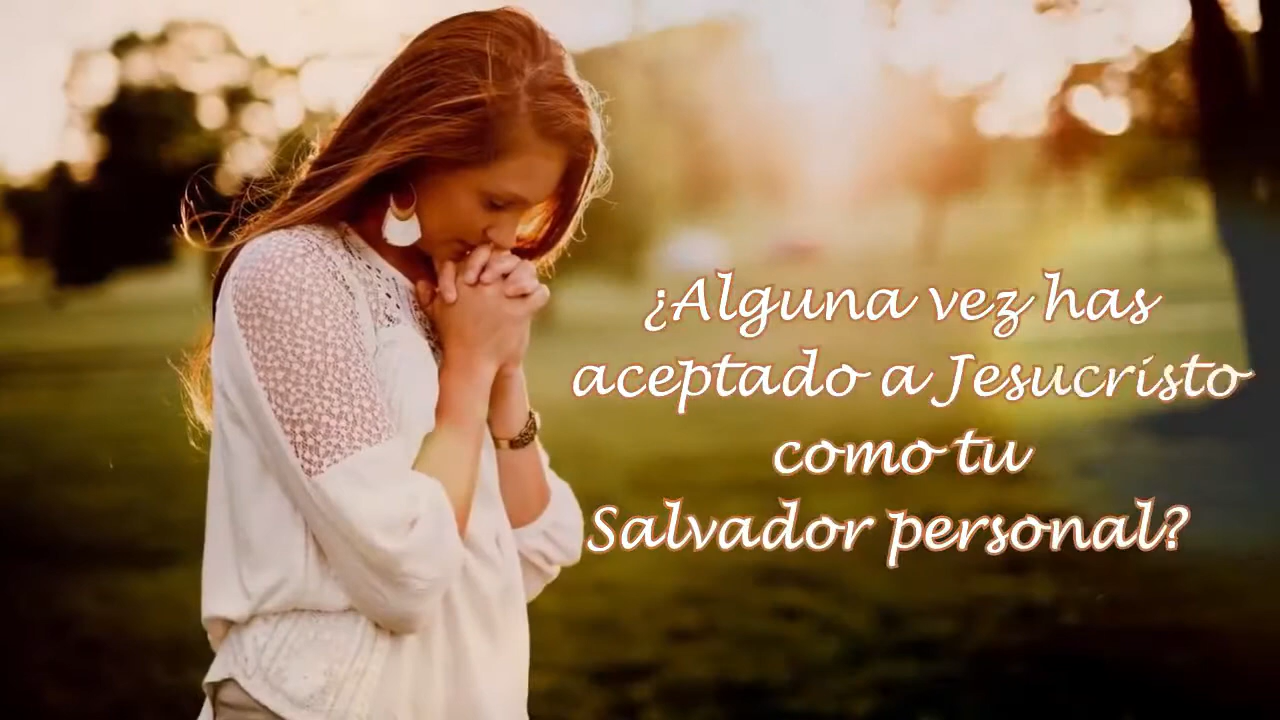 ¿Alguna vez has
aceptado a Jesucristo
como tu
Salvador personal?